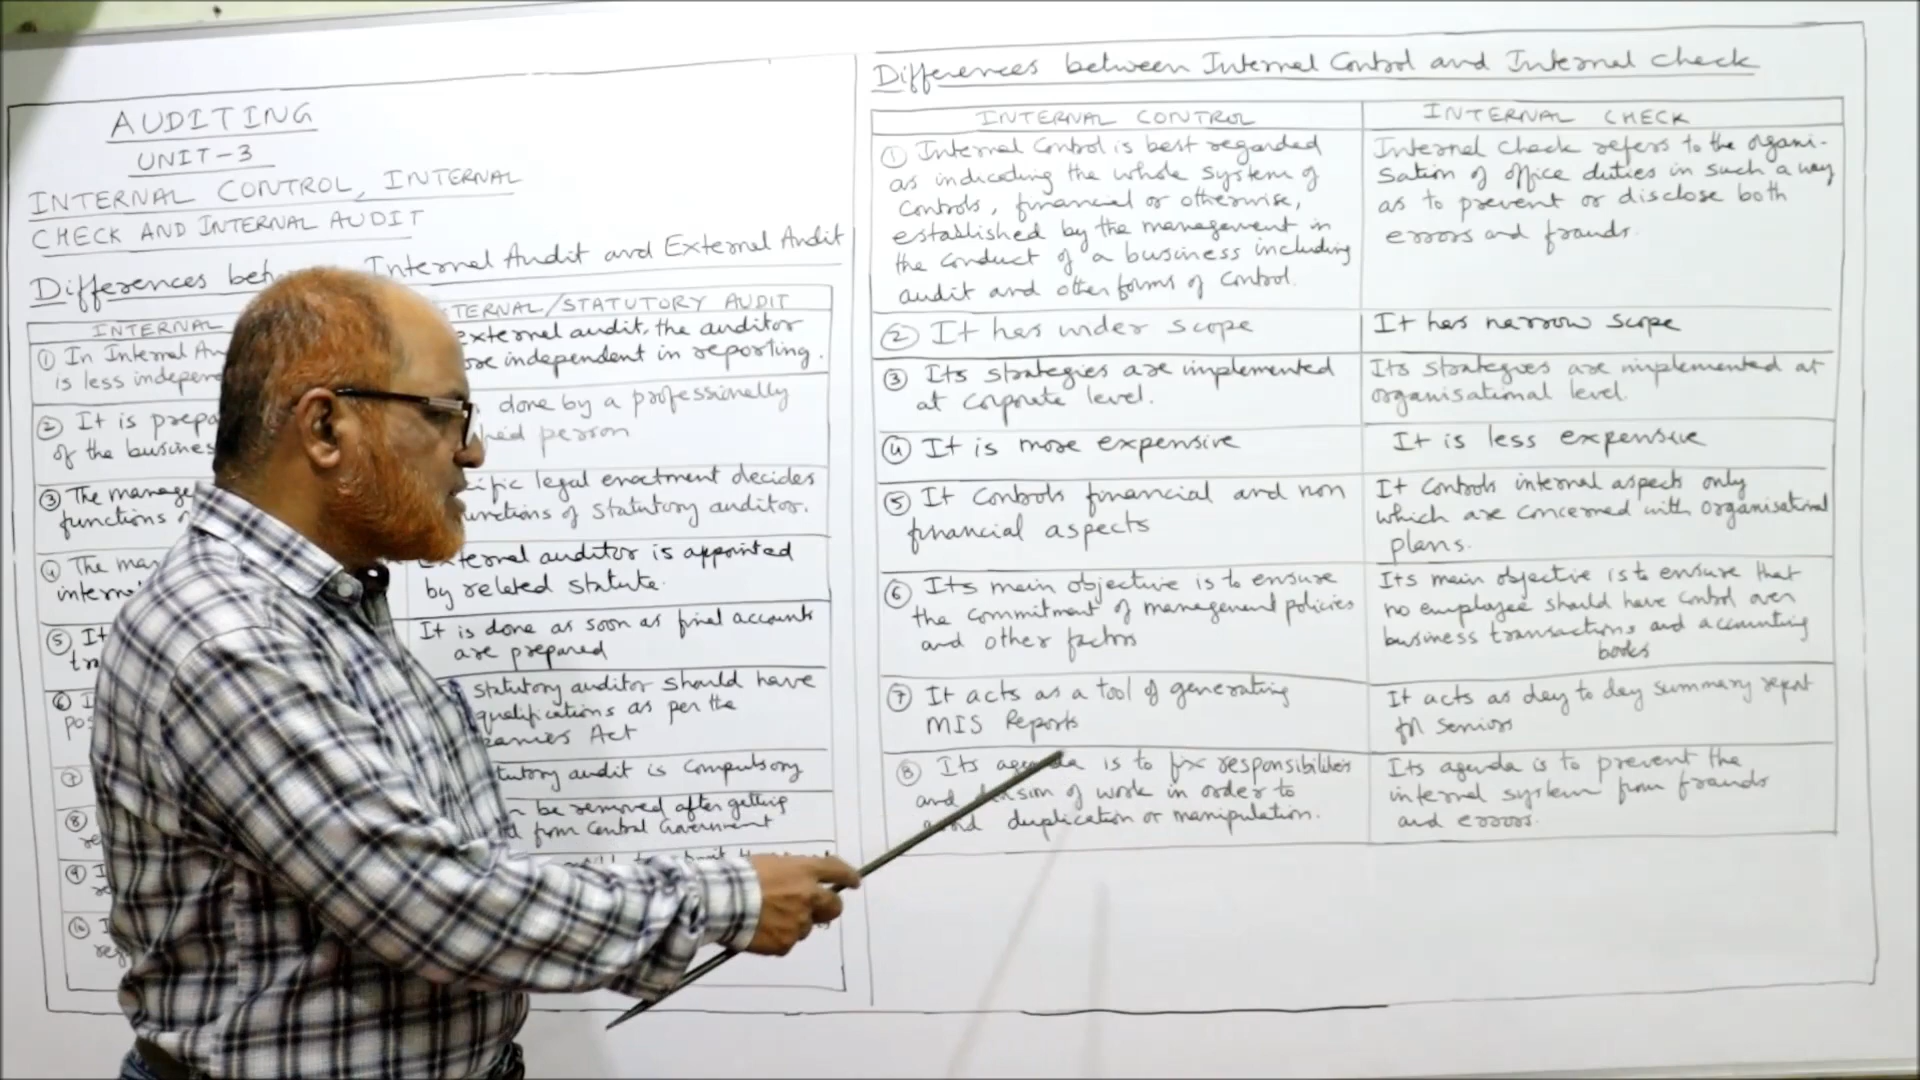 AUDITING
UNIT-3
INTERNAL CONTROL, INTERNAL
CHECK AND INTERNAL AUDIT
Differences Internal Audit and External Audit
INTERNAL
/STATUTORY AUDIT
① In Internal
is less
external audit, the auditor
independent in reporting.
② It is
of the
done by a professionally
person
③ The
functions
legal enactment decides
of statutory auditor.
④ The
auditor is appointed
by related statute.
⑤ It
It is done as soon as final accounts
are prepared
⑥
statutory auditor should have
qualifications as per the
Act
⑦
audit is compulsory
⑧
be removed after getting
from Central Government
⑨
⑩
Differences between Internal Control and Internal check
INTERNAL CONTROL
INTERNAL CHECK
① Internal Control is best regarded
as indicating the whole system of
controls, financial or otherwise,
established by the management in
the conduct of a business including
audit and other forms of control.
Internal check refers to the organi-
sation of office duties in such a way
as to prevent or disclose both
errors and frauds.
② It has under scope
It has narrow scope
③ Its strategies are implemented
at corporate level.
Its strategies are implemented at
organisational level.
④ It is more expensive
It is less expensive
⑤ It controls financial and non
financial aspects
It controls internal aspects only
which are concerned with organisational
plans.
⑥ Its main objective is to ensure
the commitment of management policies
and other factors
Its main objective is to ensure that
no employee should have control over
business transactions and accounting
books
⑦ It acts as a tool of generating
MIS Reports
It acts as day to day summary report
for seniors
⑧ Its agenda is to fix responsibilities
and of work in order to
duplication or manipulation.
Its agenda is to prevent the
internal system from frauds
and errors.